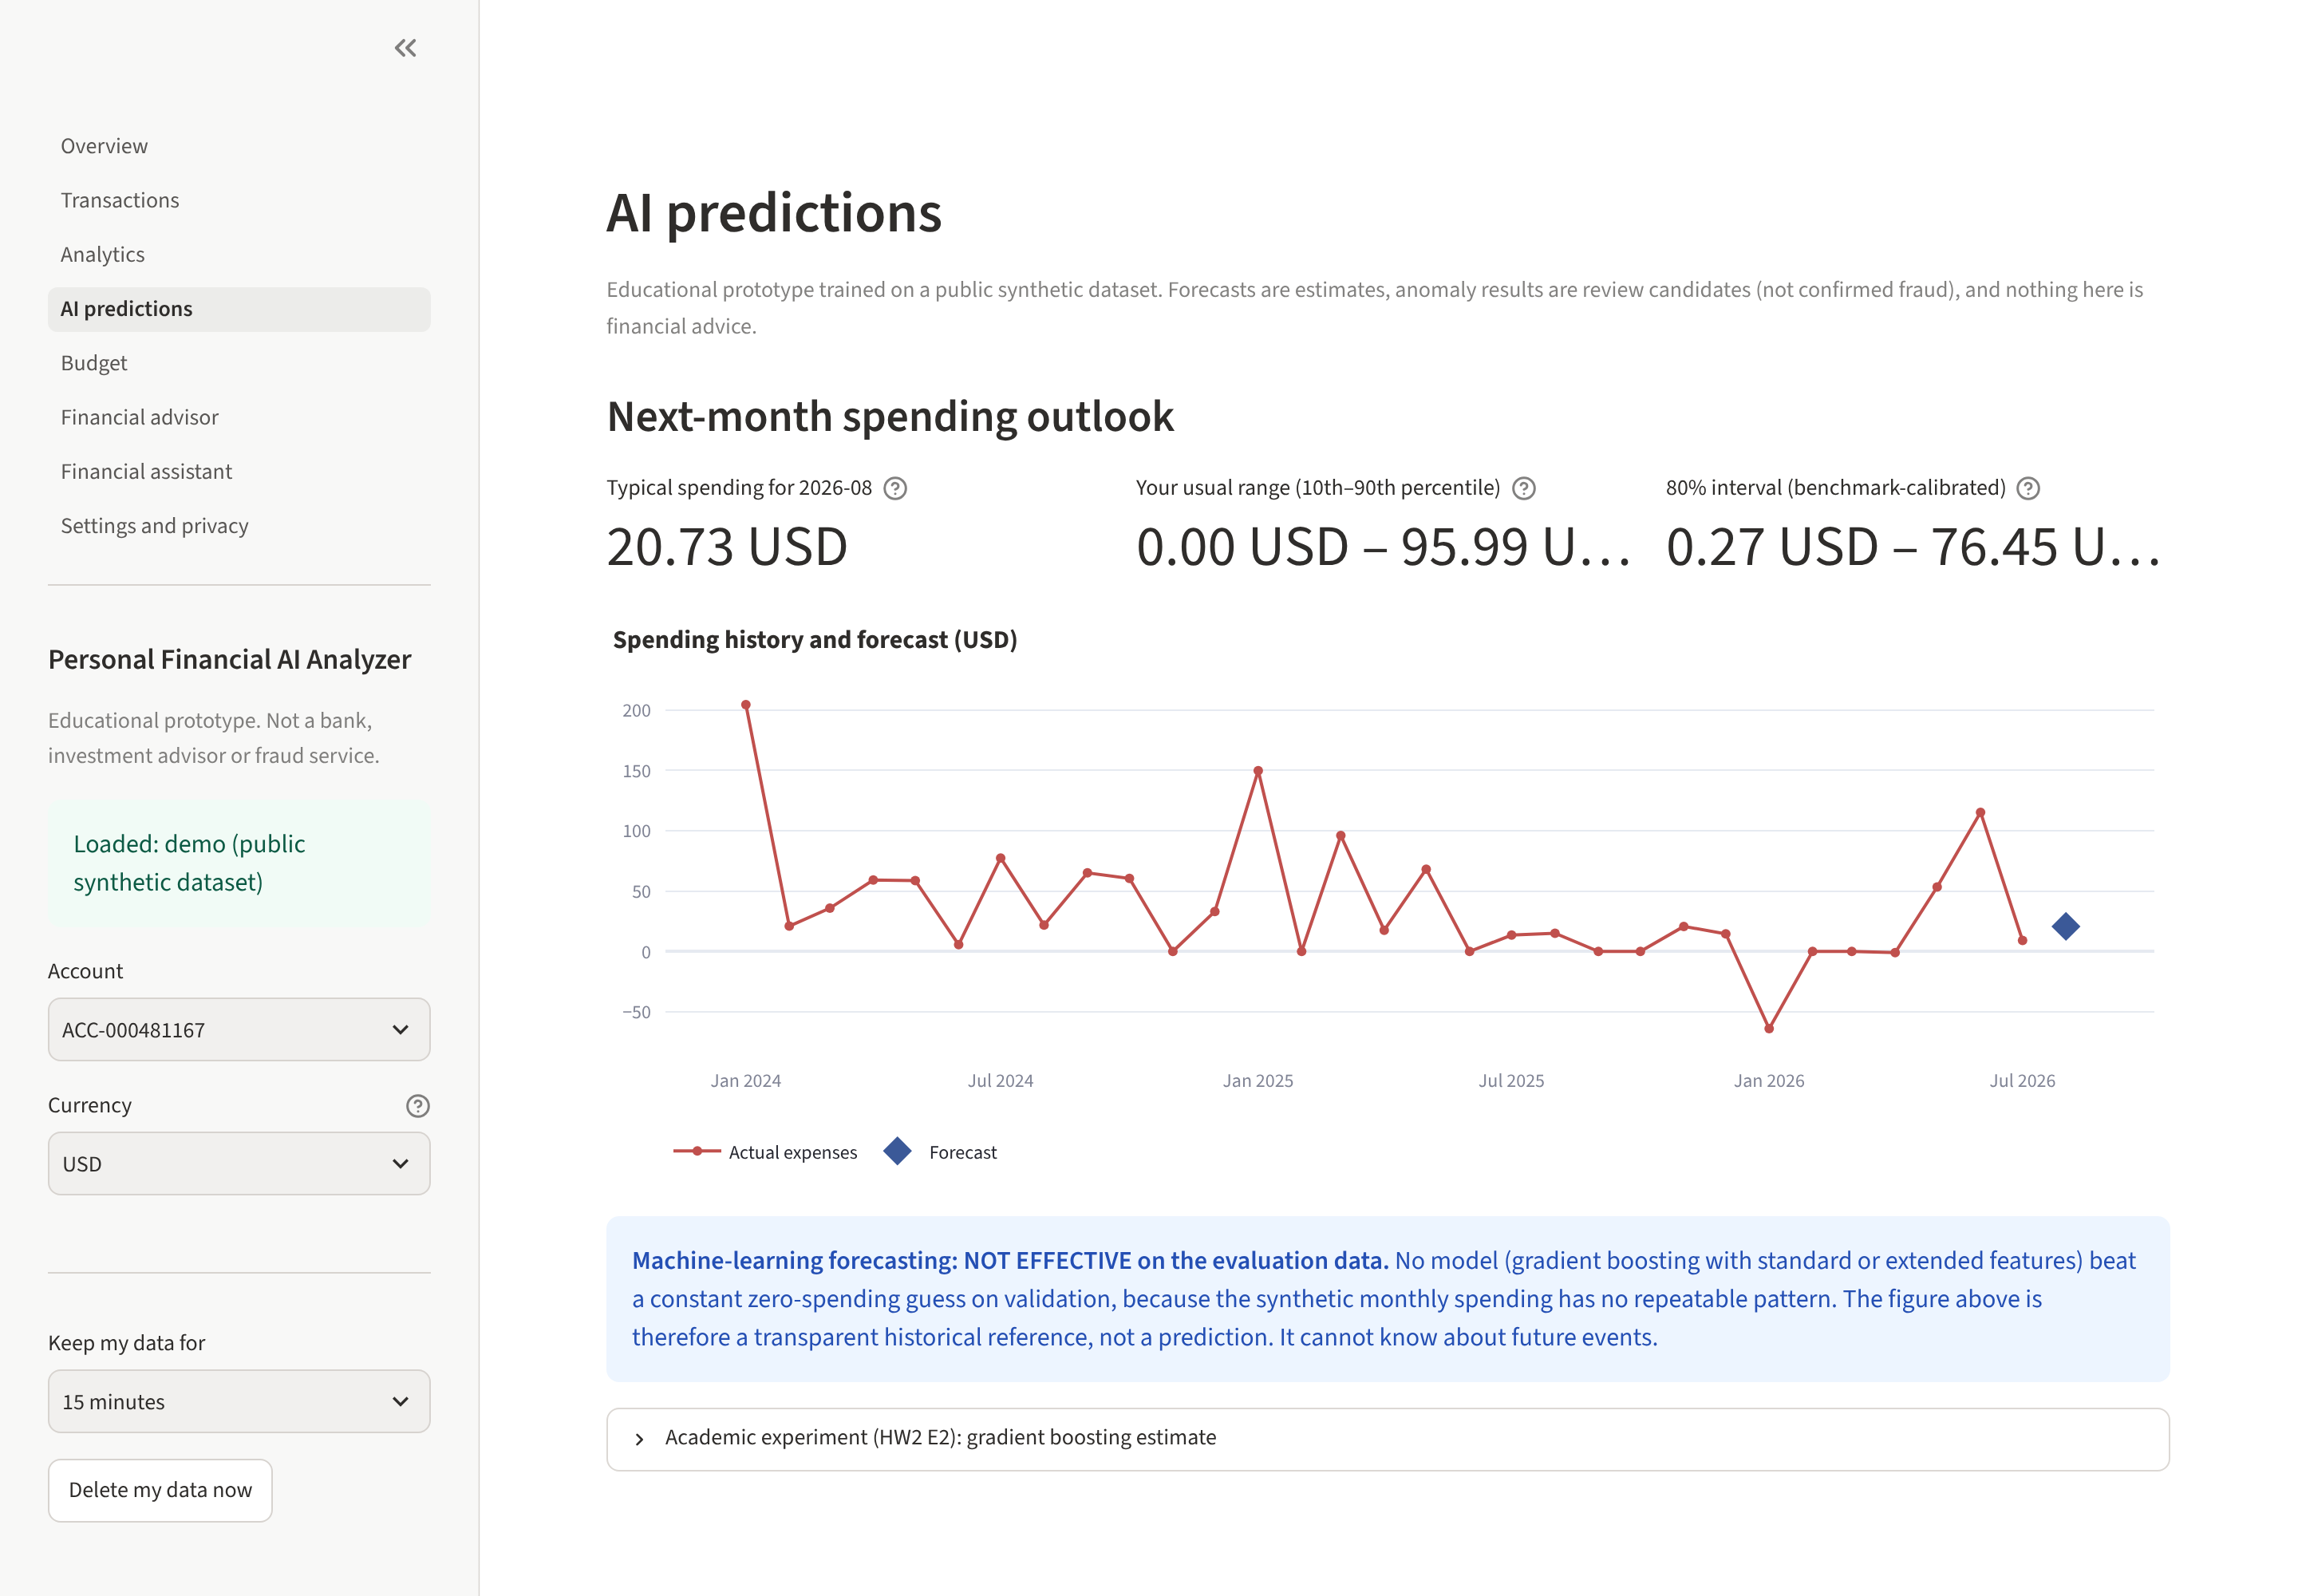 Overview
Transactions
Analytics
AI predictions
Budget
Financial advisor
Financial assistant
Settings and privacy
Personal Financial AI Analyzer
Educational prototype. Not a bank,
investment advisor or fraud service.
Loaded: demo (public
synthetic dataset)
Account
ACC-000481167
Currency
USD
Keep my data for
15 minutes
Delete my data now
AI predictions
Educational prototype trained on a public synthetic dataset. Forecasts are estimates, anomaly results are review candidates (not confirmed fraud), and nothing here is
financial advice.
Next-month spending outlook
Typical spending for 2026-08
20.73 USD
Your usual range (10th–90th percentile)
0.00 USD – 95.99 U…
80% interval (benchmark-calibrated)
0.27 USD – 76.45 U…
Spending history and forecast (USD)
200
150
100
50
0
−50
Jan 2024 Jul 2024 Jan 2025 Jul 2025 Jan 2026 Jul 2026
Actual expenses Forecast
Machine-learning forecasting: NOT EFFECTIVE on the evaluation data. No model (gradient boosting with standard or extended features) beat
a constant zero-spending guess on validation, because the synthetic monthly spending has no repeatable pattern. The figure above is
therefore a transparent historical reference, not a prediction. It cannot know about future events.
Academic experiment (HW2 E2): gradient boosting estimate